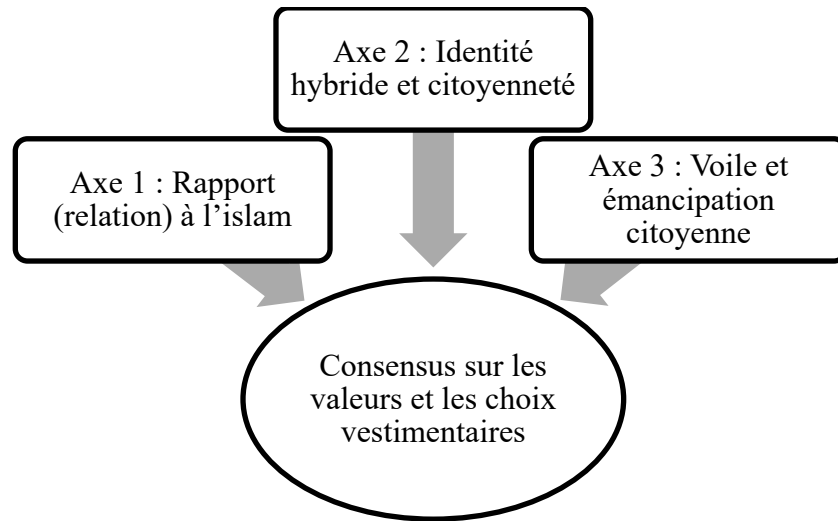 Axe 2 : Identité
hybride et citoyenneté
Axe 1 : Rapport
(relation) à l’islam
Axe 3 : Voile et
émancipation
citoyenne
Consensus sur les
valeurs et les choix
vestimentaires